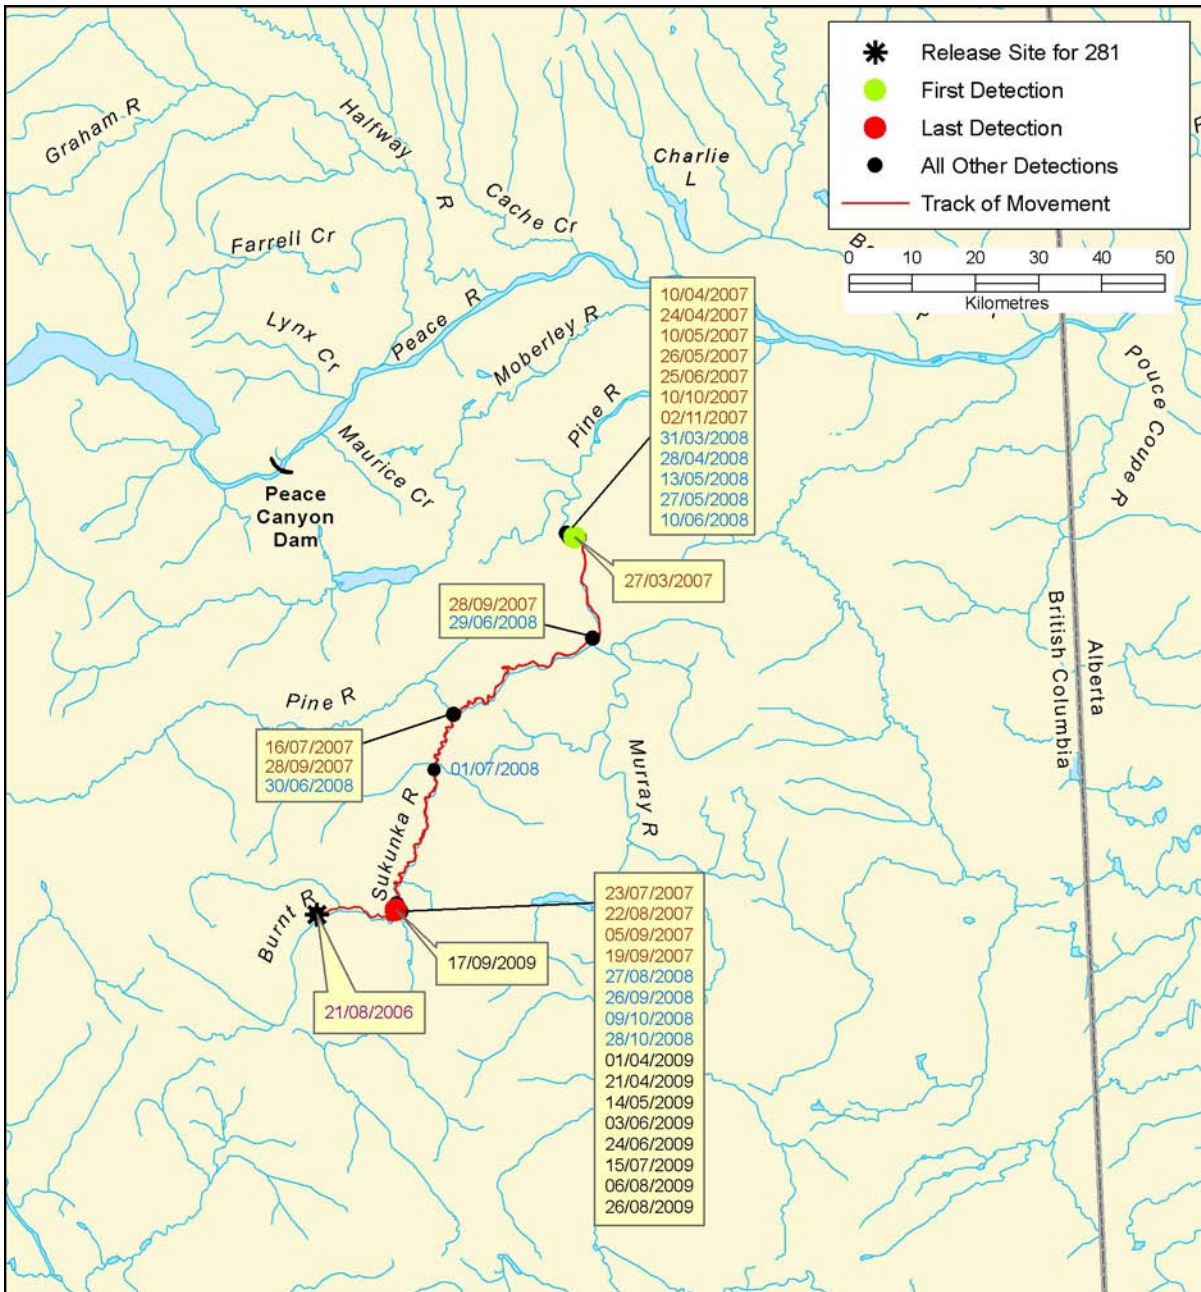 Release Site for 281
First Detection
Last Detection
All Other Detections
Track of Movement
0 10 20 30 40 50
Kilometres
Graham R
Halfway R
Charlie
L
Cache Cr
Farrell Cr
Lynx Cr
Peace R
Moberley R
Pine R
Maurice Cr
Pouce Coupe R
Peace
Canyon
Dam
10/04/2007
24/04/2007
10/05/2007
26/05/2007
25/06/2007
10/10/2007
02/11/2007
31/03/2008
28/04/2008
13/05/2008
27/05/2008
10/06/2008
27/03/2007
28/09/2007
29/06/2008
British Columbia
Alberta
Pine R
16/07/2007
28/09/2007
30/06/2008
01/07/2008
Murray R
Sukunka R
Burnt R
17/09/2009
21/08/2006
23/07/2007
22/08/2007
05/09/2007
19/09/2007
27/08/2008
26/09/2008
09/10/2008
28/10/2008
01/04/2009
21/04/2009
14/05/2009
03/06/2009
24/06/2009
15/07/2009
06/08/2009
26/08/2009